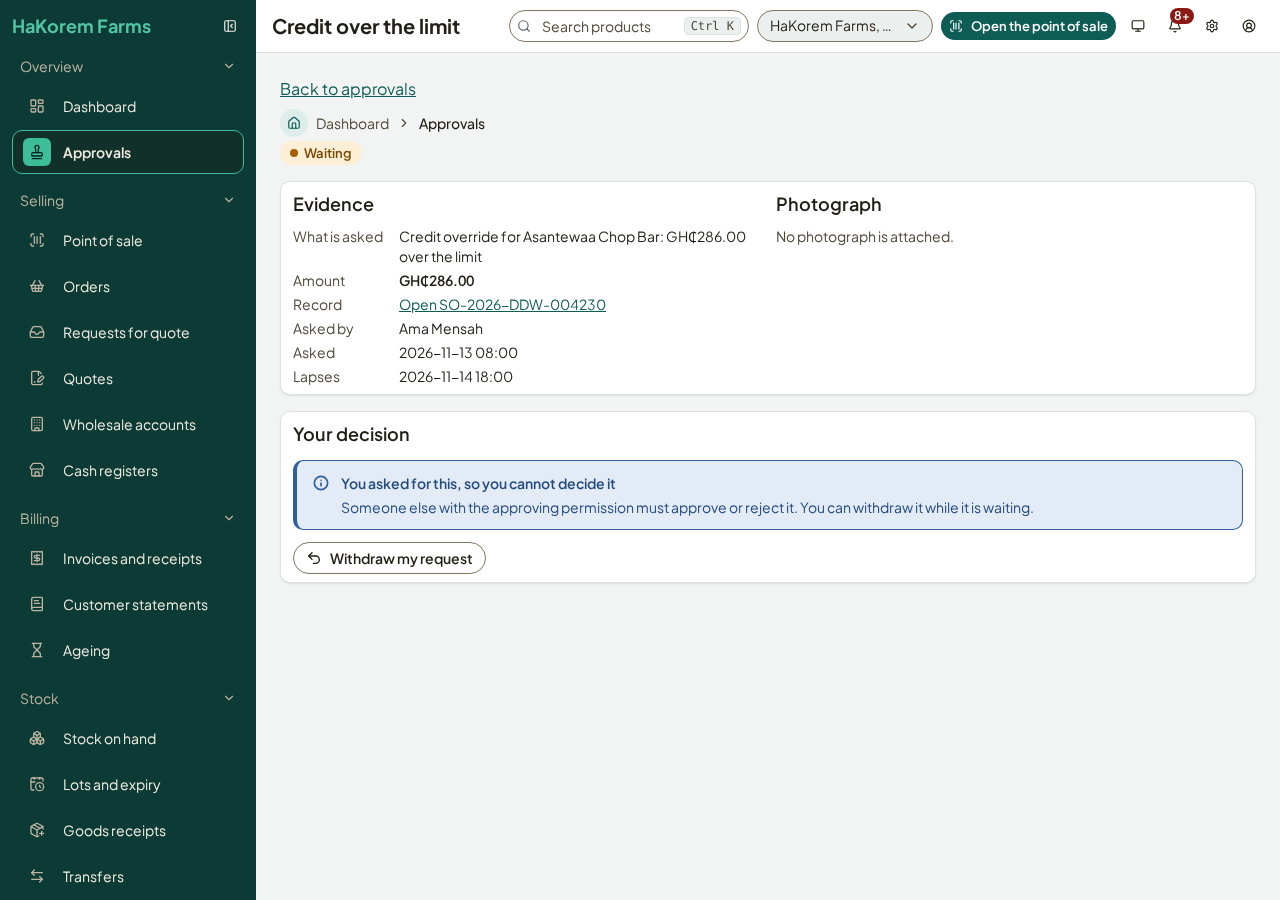 HaKorem Farms
Overview
Dashboard
Approvals
Selling
Point of sale
Orders
Requests for quote
Quotes
Wholesale accounts
Cash registers
Billing
Invoices and receipts
Customer statements
Ageing
Stock
Stock on hand
Lots and expiry
Goods receipts
Transfers
Credit over the limit
Search products
Ctrl K
HaKorem Farms, …
Open the point of sale
8+
Back to approvals
Dashboard
Approvals
Waiting
Evidence
What is asked
Credit override for Asantewaa Chop Bar: GH₵286.00
over the limit
Amount
GH₵286.00
Record
Open SO-2026-DDW-004230
Asked by
Ama Mensah
Asked
2026-11-13 08:00
Lapses
2026-11-14 18:00
Photograph
No photograph is attached.
Your decision
You asked for this, so you cannot decide it
Someone else with the approving permission must approve or reject it. You can withdraw it while it is waiting.
Withdraw my request